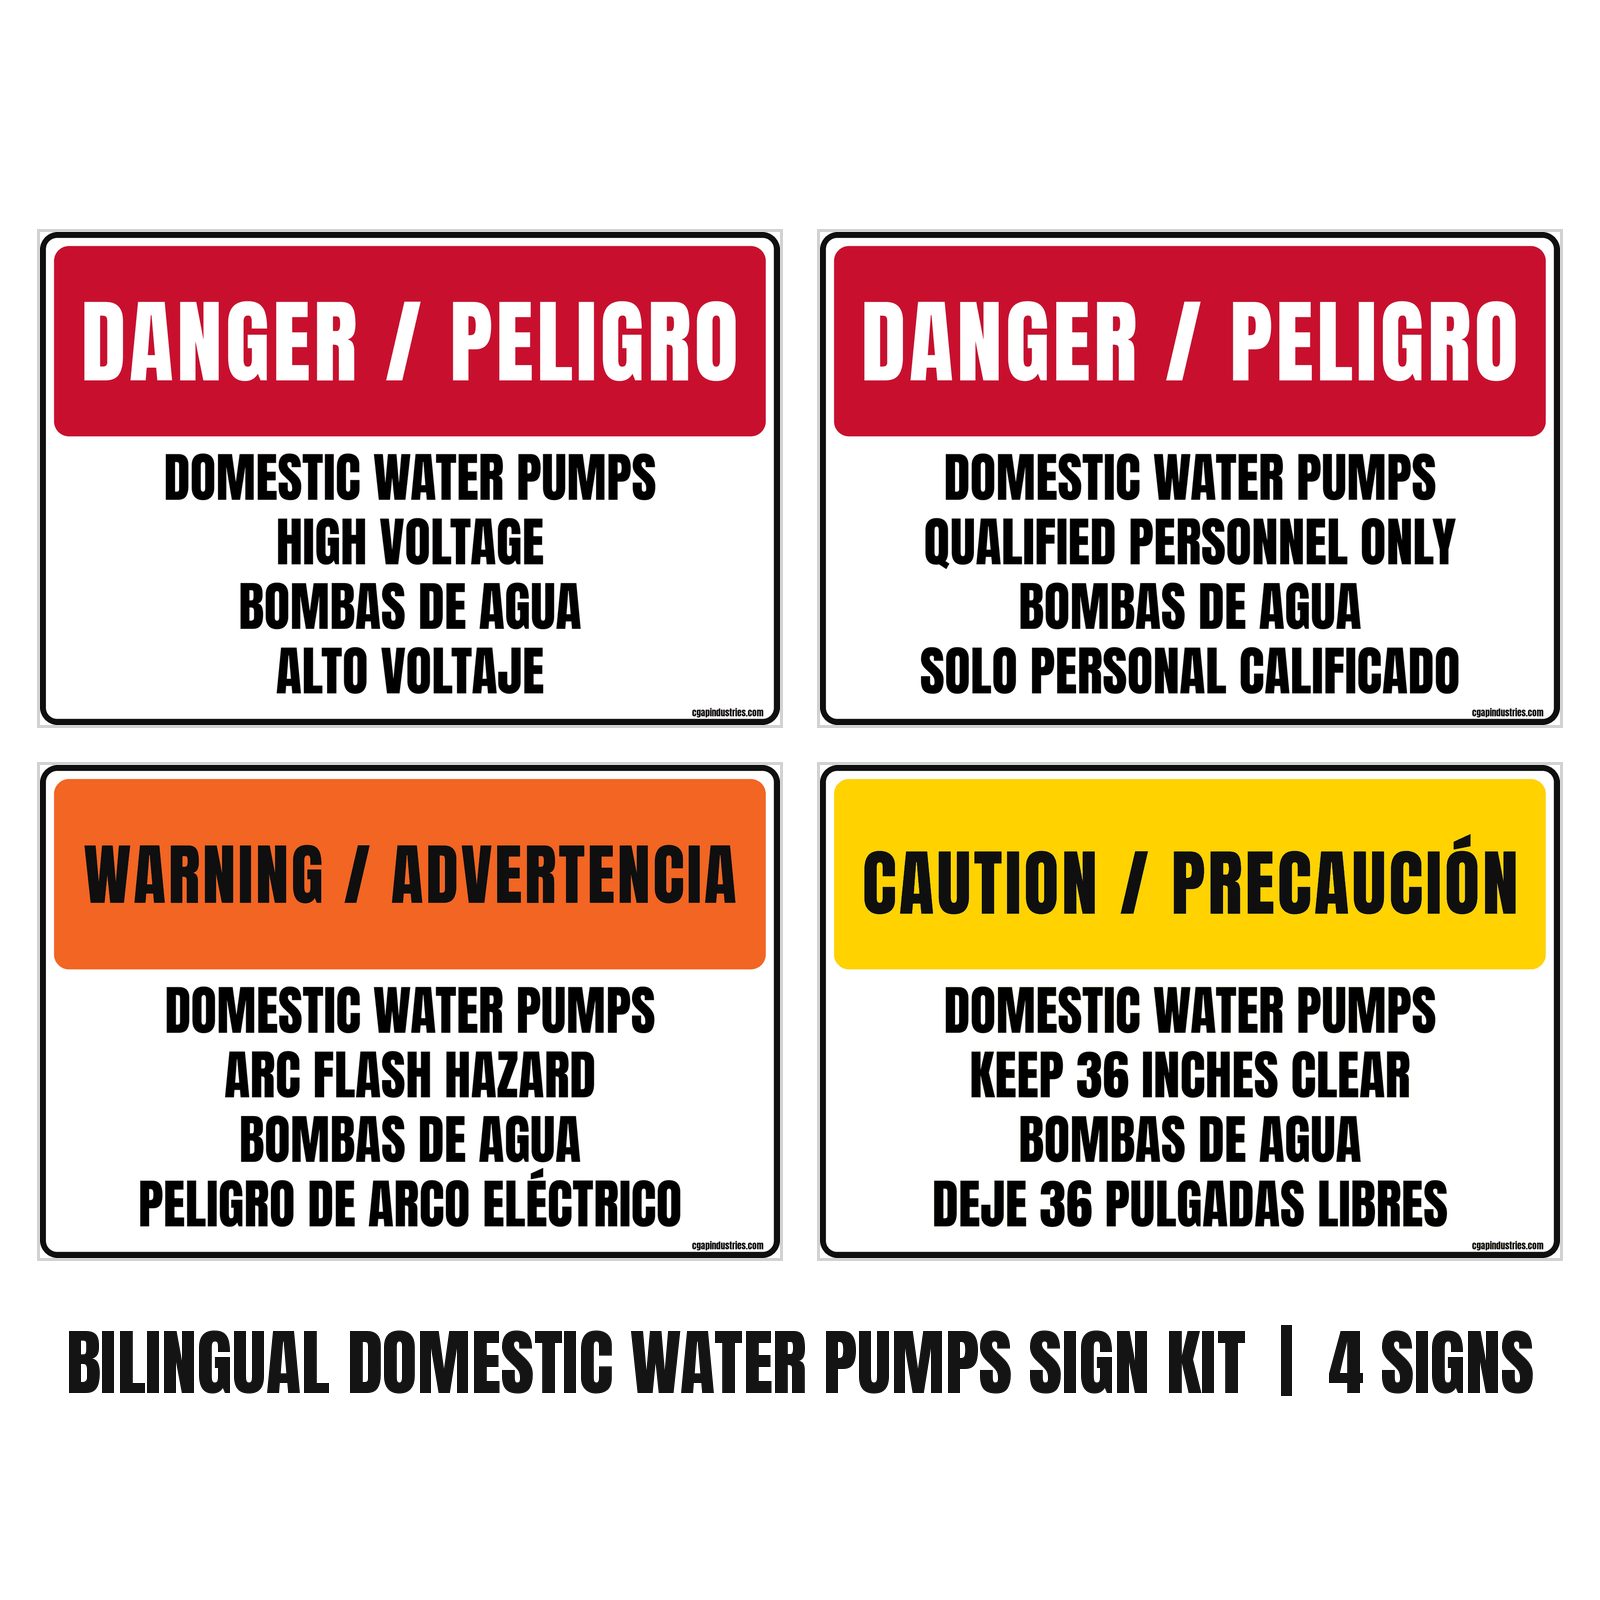 DANGER / PELIGRO
DOMESTIC WATER PUMPS
HIGH VOLTAGE
BOMBAS DE AGUA
ALTO VOLTAJE
cgapindustries.com
DANGER / PELIGRO
DOMESTIC WATER PUMPS
QUALIFIED PERSONNEL ONLY
BOMBAS DE AGUA
SOLO PERSONAL CALIFICADO
cgapindustries.com
WARNING / ADVERTENCIA
DOMESTIC WATER PUMPS
ARC FLASH HAZARD
BOMBAS DE AGUA
PELIGRO DE ARCO ELÉCTRICO
cgapindustries.com
CAUTION / PRECAUCIÓN
DOMESTIC WATER PUMPS
KEEP 36 INCHES CLEAR
BOMBAS DE AGUA
DEJE 36 PULGADAS LIBRES
cgapindustries.com
BILINGUAL DOMESTIC WATER PUMPS SIGN KIT | 4 SIGNS